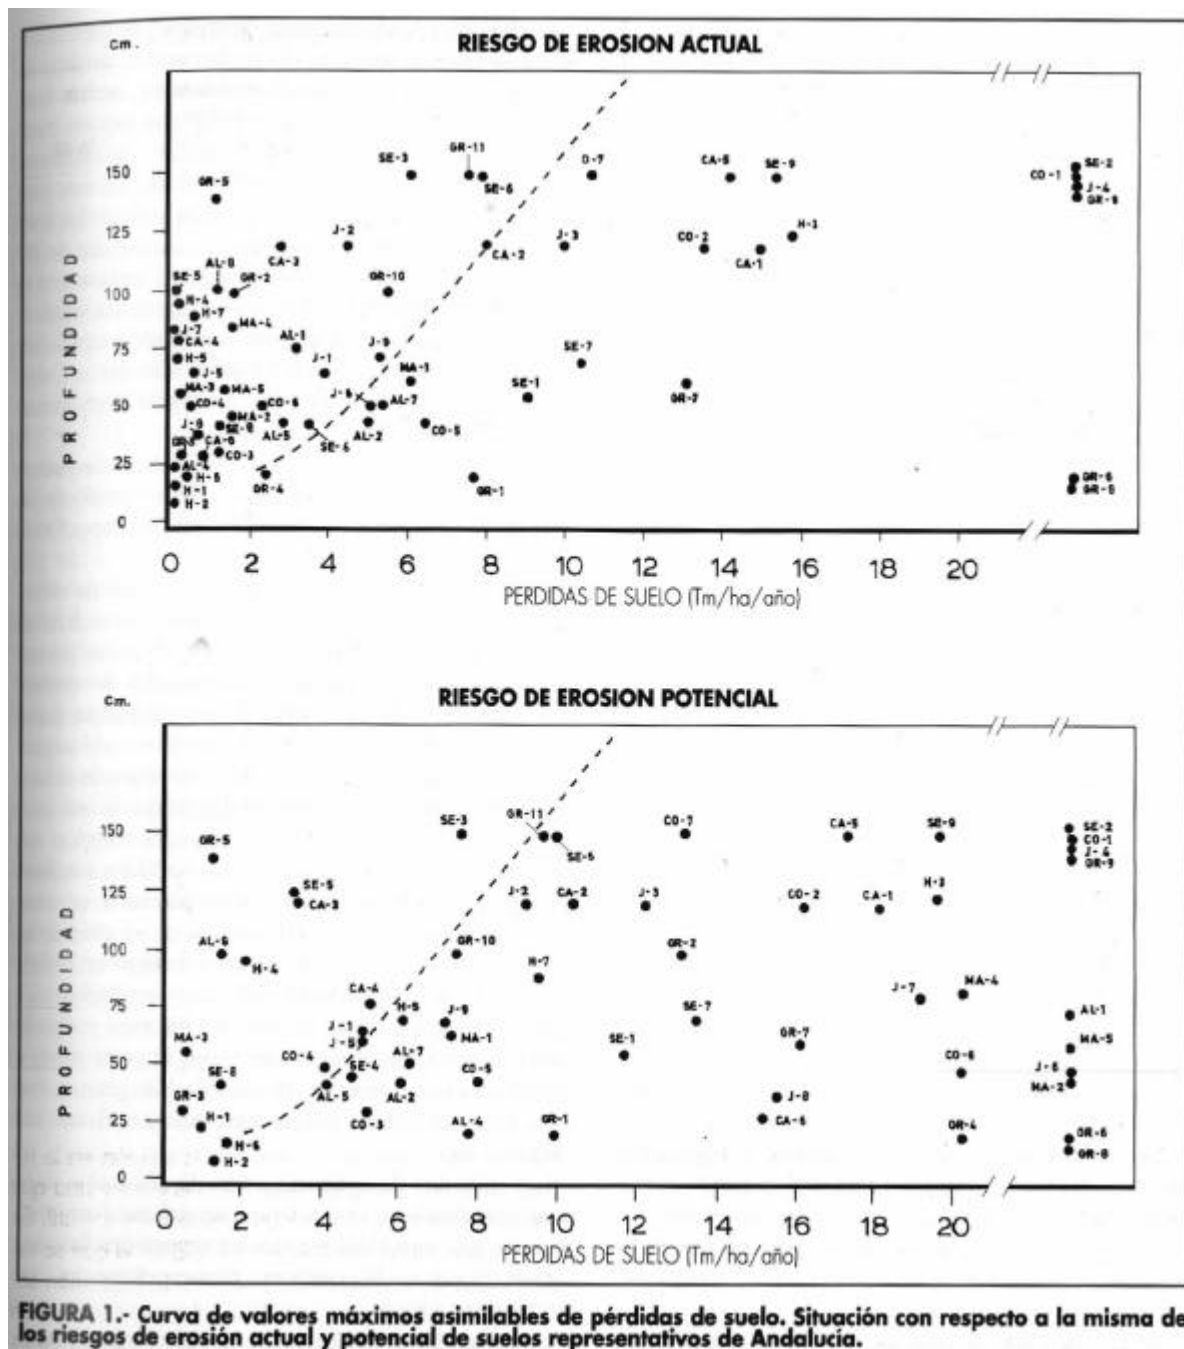 Cm.
RIESGO DE EROSION ACTUAL
SE-3
GR-11
SE-6
O-7
CA-5
SE-9
SE-2
CO-1
J-4
GR-5
J-2
CA-3
CA-2
J-3
CO-2
CA-1
H-3
SE-5
AL-8
GR-2
GR-10
H-4
H-7
MA-4
J-7
CA-4
AL-1
J-9
SE-7
H-5
J-5
J-1
MA-1
GR-7
MA-3
MA-5
SE-1
CO-4
CO-6
J-6
AL-7
MA-2
J-8
SE-8
AL-5
SE-4
AL-2
CO-5
CA-6
CO-3
AL-4
H-6
GR-4
GR-1
GR-6
H-1
H-2
PROFUNDIDAD
150
125
100
75
50
25
0
0 2 4 6 8 10 12 14 16 18 20
PERDIDAS DE SUELO (Tm/ha/año)
Cm.
RIESGO DE EROSION POTENCIAL
SE-3
GR-11
SE-6
CO-7
CA-5
SE-9
SE-2
CO-1
J-4
GR-9
GR-5
SE-5
CA-3
J-2
CA-2
J-3
CO-2
CA-1
H-3
AL-6
H-4
GR-10
GR-2
H-7
CA-4
H-5
J-9
SE-7
J-7
MA-4
AL-1
J-1
J-5
MA-1
GR-7
MA-5
MA-3
CO-4
SE-4
AL-7
CO-5
SE-1
CO-6
J-6
MA-2
SE-8
AL-5
AL-2
GR-3
CO-3
J-8
CA-6
H-1
AL-4
GR-1
GR-4
GR-6
GR-8
H-6
H-2
PROFUNDIDAD
150
125
100
75
50
25
0
0 2 4 6 8 10 12 14 16 18 20
PERDIDAS DE SUELO (Tm/ha/año)
FIGURA 1.- Curva de valores máximos asimilables de pérdidas de suelo. Situación con respecto a la misma de
los riesgos de erosión actual y potencial de suelos representativos de Andalucía.